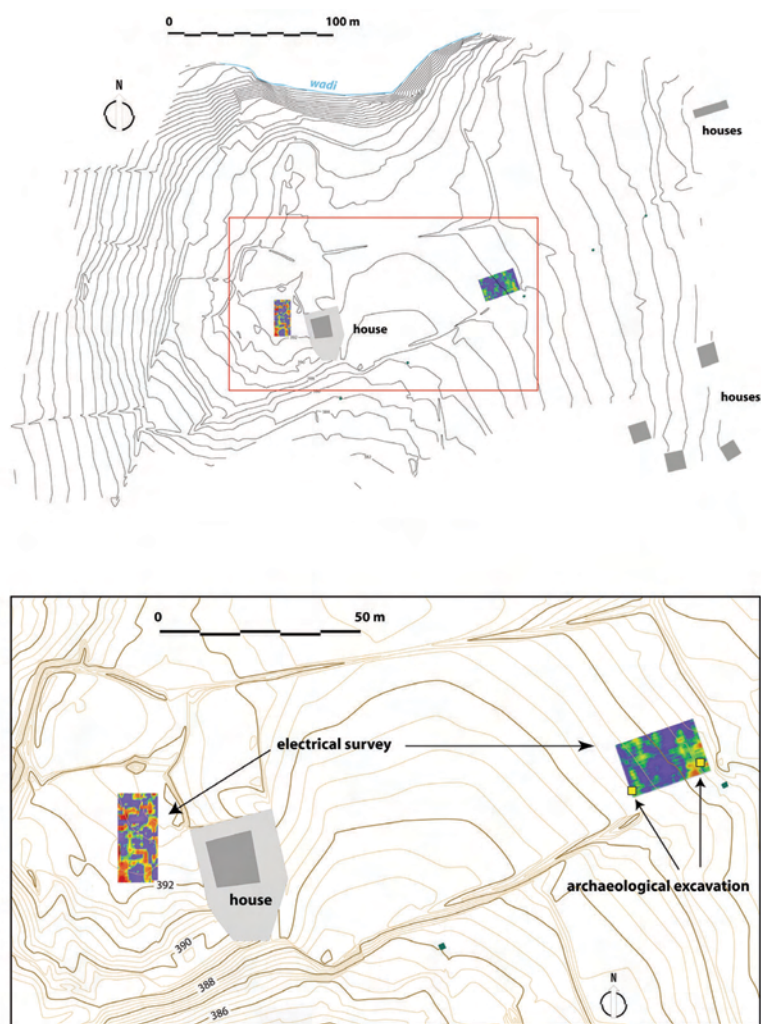 0
100 m
wadi
N
houses
house
houses
0
50 m
electrical survey
392
house
archaeological excavation
390
388
386
N